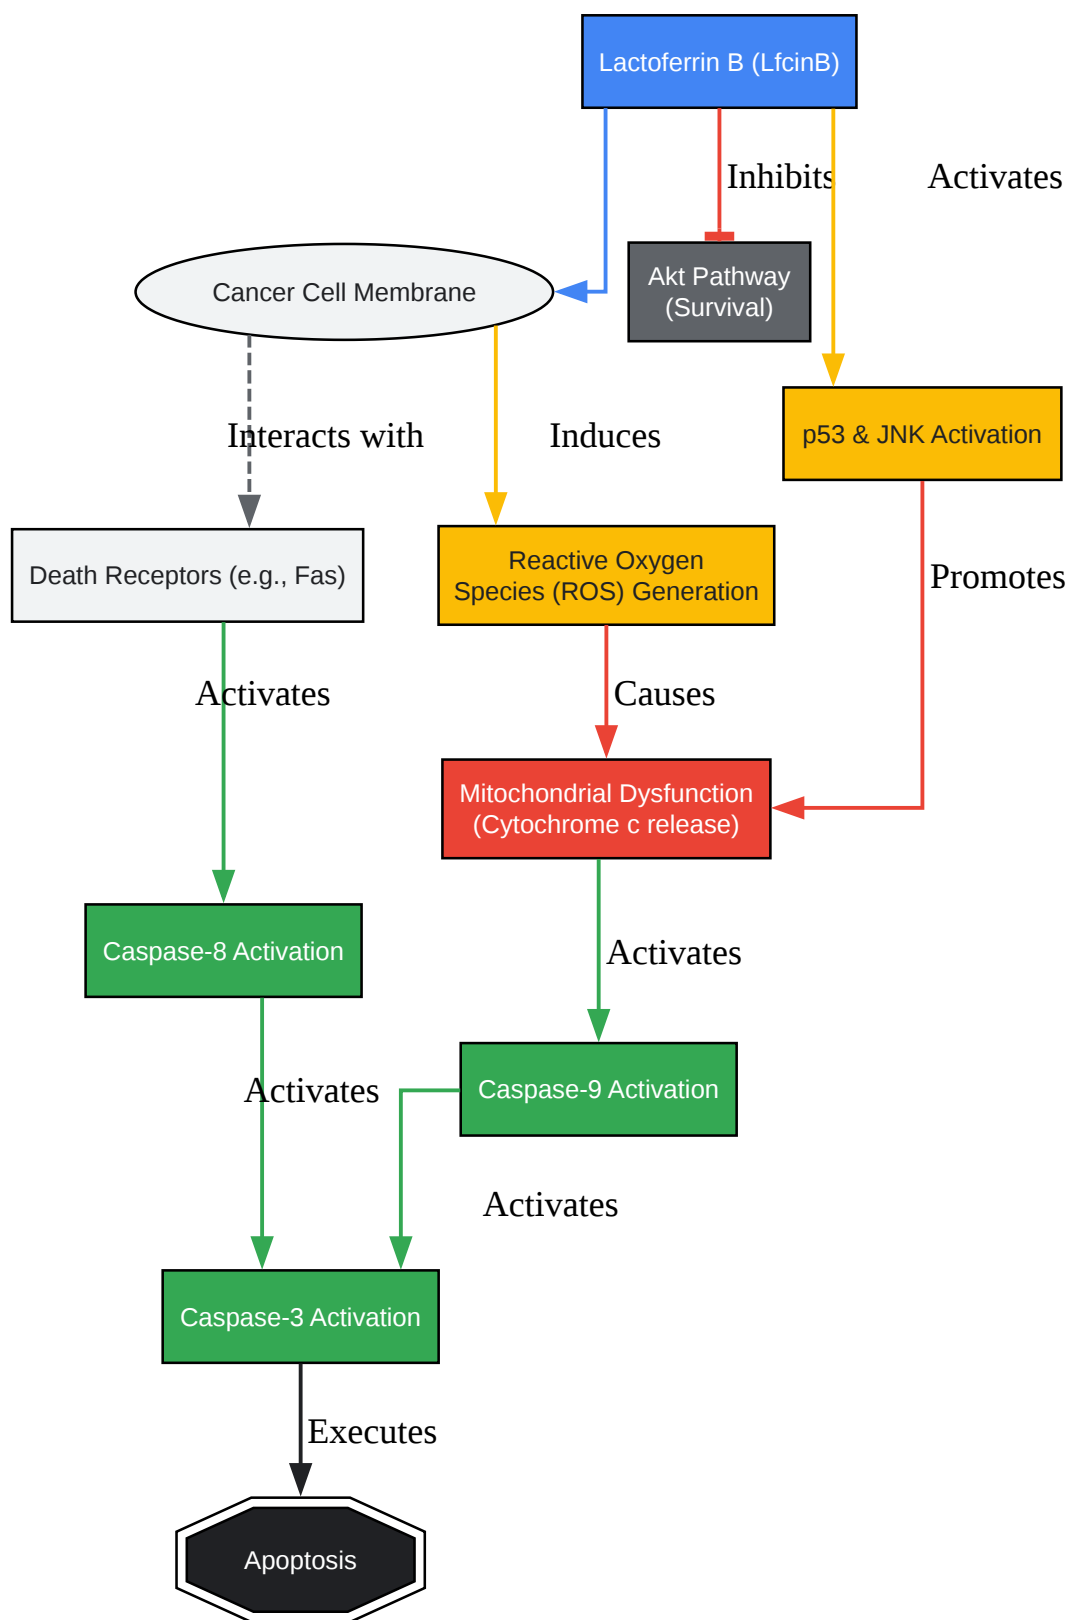 Lactoferrin B (LfcinB)
Inhibits
Activates
Akt Pathway
(Survival)
Cancer Cell Membrane
Interacts with
Induces
p53 & JNK Activation
Death Receptors (e.g., Fas)
Reactive Oxygen
Species (ROS) Generation
Promotes
Activates
Causes
Mitochondrial Dysfunction
(Cytochrome c release)
Caspase-8 Activation
Activates
Activates
Caspase-9 Activation
Activates
Caspase-3 Activation
Executes
Apoptosis